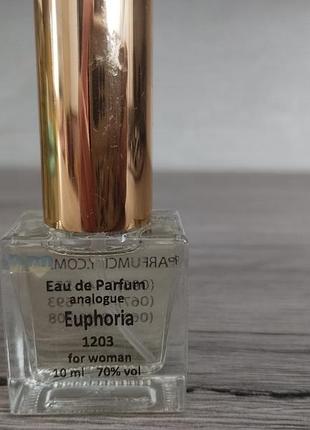 Eau de Parfum
analogue
Euphoria
1203
for woman
10 ml 70% vol